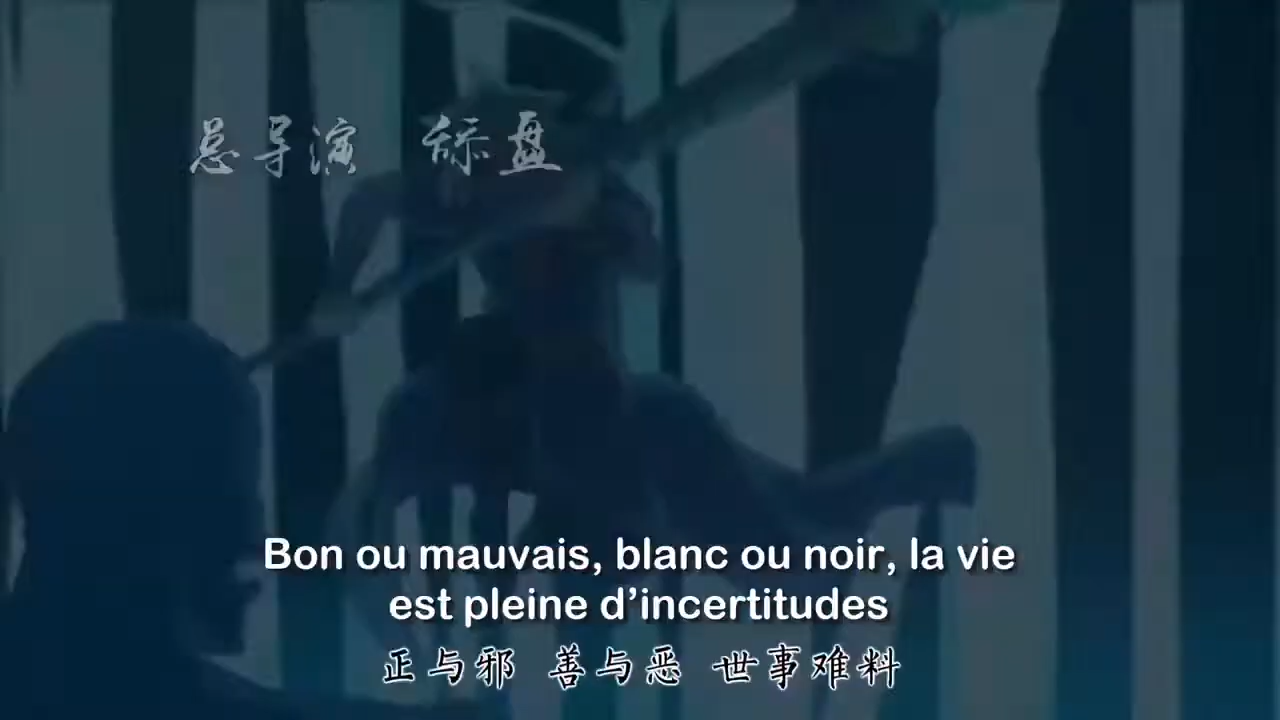 总导演 舔盘
Bon ou mauvais, blanc ou noir, la vie
est pleine d’incertitudes
正与邪 善与恶 世事难料